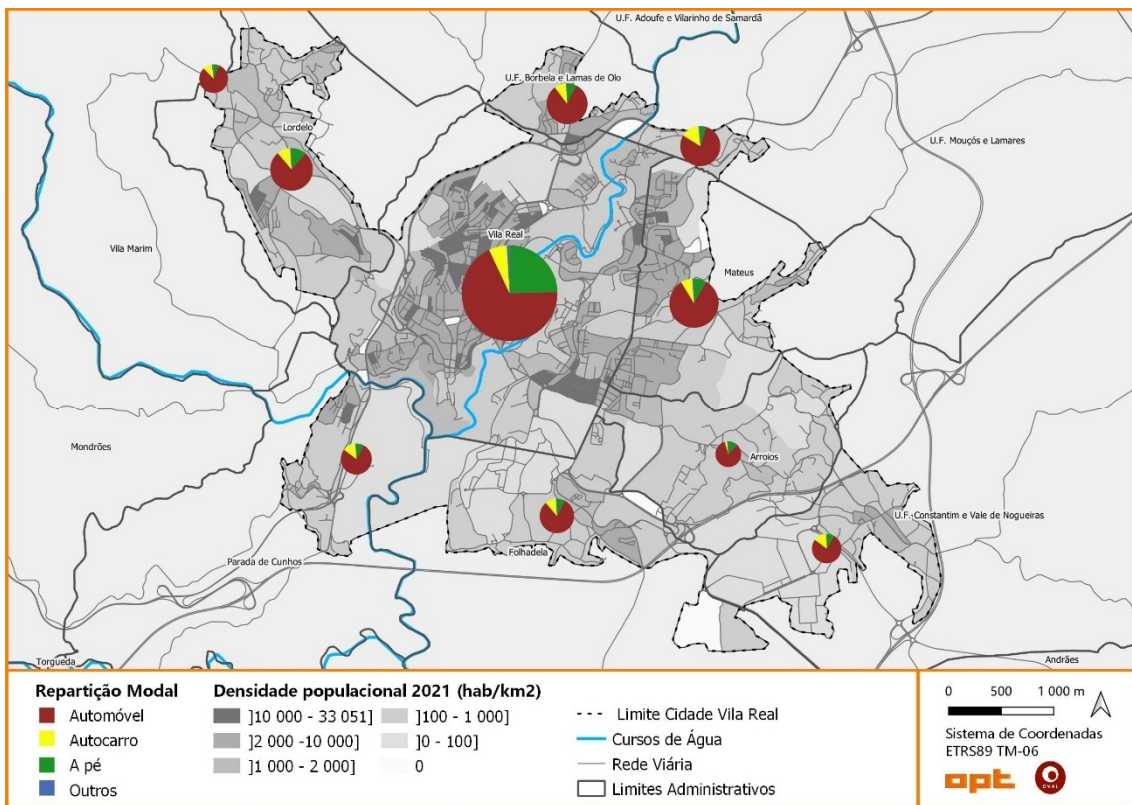 U.F. Adoufe e Vilarinho de Samardã
U.F. Borbela e Lamas de Olo
Lordelo
U.F. Mouçós e Lamares
Vila Real
Vila Marim
Mateus
Mondrões
Arroios
U.F. Constantim e Vale de Nogueiras
Folhadela
Parada de Cunhos
Torgueda
Andrães
Repartição Modal
Automóvel
Autocarro
A pé
Outros
Densidade populacional 2021 (hab/km2)
]10 000 - 33 051]
]2 000 -10 000]
]1 000 - 2 000]
]100 - 1 000]
]0 - 100]
0
Limite Cidade Vila Real
Cursos de Água
Rede Viária
Limites Administrativos
0 500 1 000 m
Sistema de Coordenadas
ETRS89 TM-06
opt